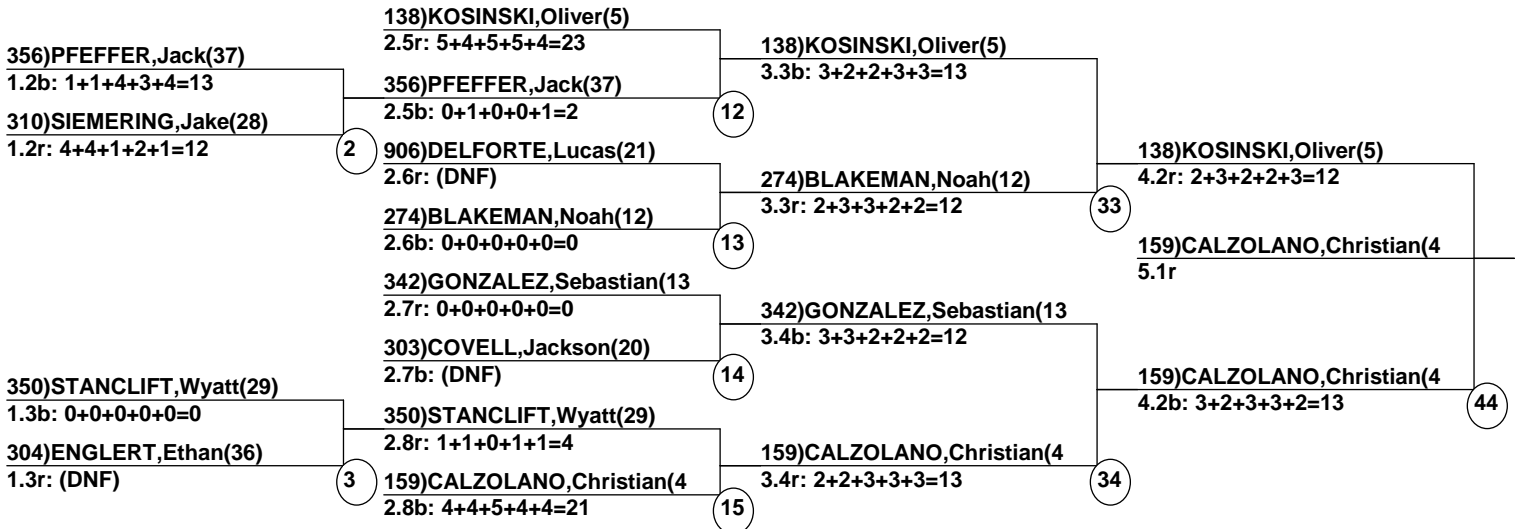 356)PFEFFER,Jack(37)
1.2b: 1+1+4+3+4=13
310)SIEMERING,Jake(28)
1.2r: 4+4+1+2+1=12
2
350)STANCLIFT,Wyatt(29)
1.3b: 0+0+0+0+0=0
304)ENGLERT,Ethan(36)
1.3r: (DNF)
3
138)KOSINSKI,Oliver(5)
2.5r: 5+4+5+5+4=23
356)PFEFFER,Jack(37)
2.5b: 0+1+0+0+1=2
12
906)DELFORTE,Lucas(21)
2.6r: (DNF)
274)BLAKEMAN,Noah(12)
2.6b: 0+0+0+0+0=0
13
342)GONZALEZ,Sebastian(13
2.7r: 0+0+0+0+0=0
303)COVELL,Jackson(20)
2.7b: (DNF)
14
350)STANCLIFT,Wyatt(29)
2.8r: 1+1+0+1+1=4
159)CALZOLANO,Christian(4
2.8b: 4+4+5+4+4=21
15
138)KOSINSKI,Oliver(5)
3.3b: 3+2+2+3+3=13
274)BLAKEMAN,Noah(12)
3.3r: 2+3+3+2+2=12
33
342)GONZALEZ,Sebastian(13
3.4b: 3+3+2+2+2=12
159)CALZOLANO,Christian(4
3.4r: 2+2+3+3+3=13
34
138)KOSINSKI,Oliver(5)
4.2r: 2+3+2+2+3=12
159)CALZOLANO,Christian(4
4.2b: 3+2+3+3+2=13
44
159)CALZOLANO,Christian(4
5.1r